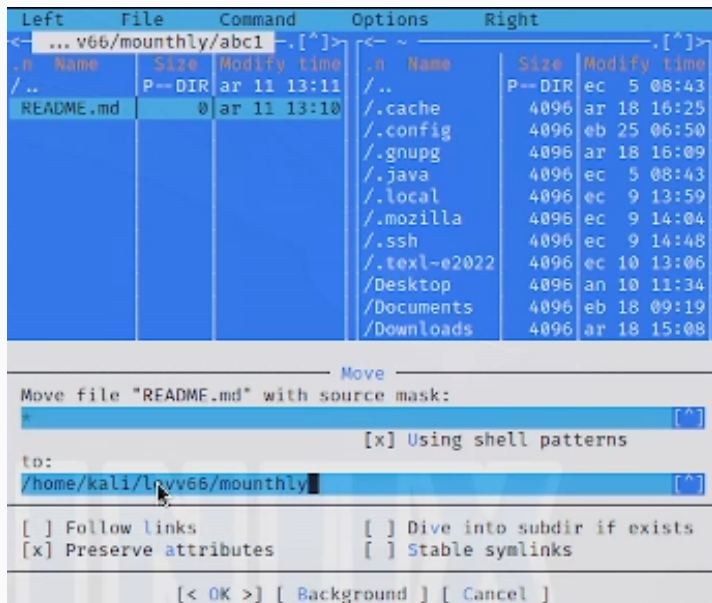 Left File Command Options Right
<- ... v66/mounthly/abc1 -.[^]>
<- ~ -.[^]>
.n Name Size Modify time
.n Name Size Modify time
/.. P--DIR ar 11 13:11
/.. P--DIR ec 5 08:43
README.md 0 ar 11 13:10
/.cache 4096 ar 18 16:25
/.config 4096 eb 25 06:50
/.gnupg 4096 ar 18 16:09
/.java 4096 ec 5 08:43
/.local 4096 ec 9 13:59
/.mozilla 4096 ec 9 14:04
/.ssh 4096 ec 9 14:48
/.texl~e2022 4096 ec 10 13:06
/Desktop 4096 an 10 11:34
/Documents 4096 eb 18 09:19
/Downloads 4096 ar 18 15:08
Move
Move file "README.md" with source mask:
* [^]
[x] Using shell patterns
to:
/home/kali/ /mounthly [^]
[ ] Follow links [ ] Dive into subdir if exists
[x] Preserve attributes [ ] Stable symlinks
[< OK >] [ Background ] [ Cancel ]